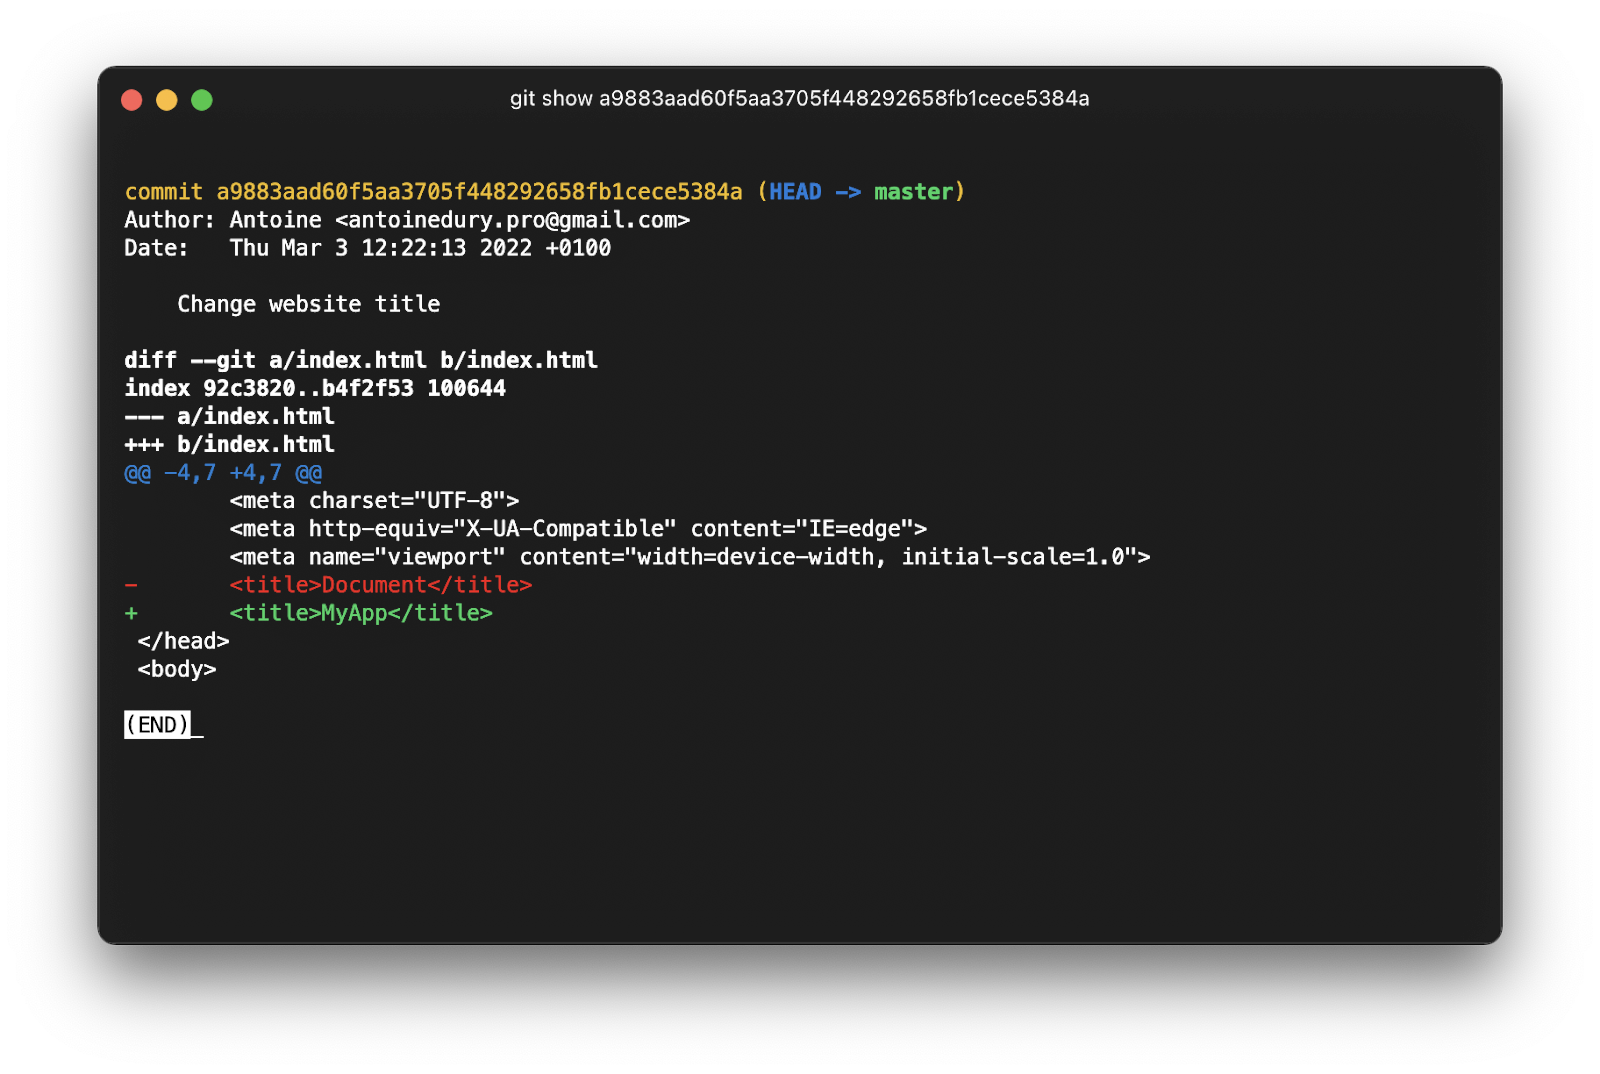 git show a9883aad60f5aa3705f448292658fb1cece5384a
commit a9883aad60f5aa3705f448292658fb1cece5384a (HEAD -> master)
Author: Antoine <antoinedury.pro@gmail.com>
Date:   Thu Mar 3 12:22:13 2022 +0100
    Change website title
diff --git a/index.html b/index.html
index 92c3820..b4f2f53 100644
--- a/index.html
+++ b/index.html
@@ -4,7 +4,7 @@
        <meta charset="UTF-8">
        <meta http-equiv="X-UA-Compatible" content="IE=edge">
        <meta name="viewport" content="width=device-width, initial-scale=1.0">
-       <title>Document</title>
+       <title>MyApp</title>
 </head>
 <body>
(END)_